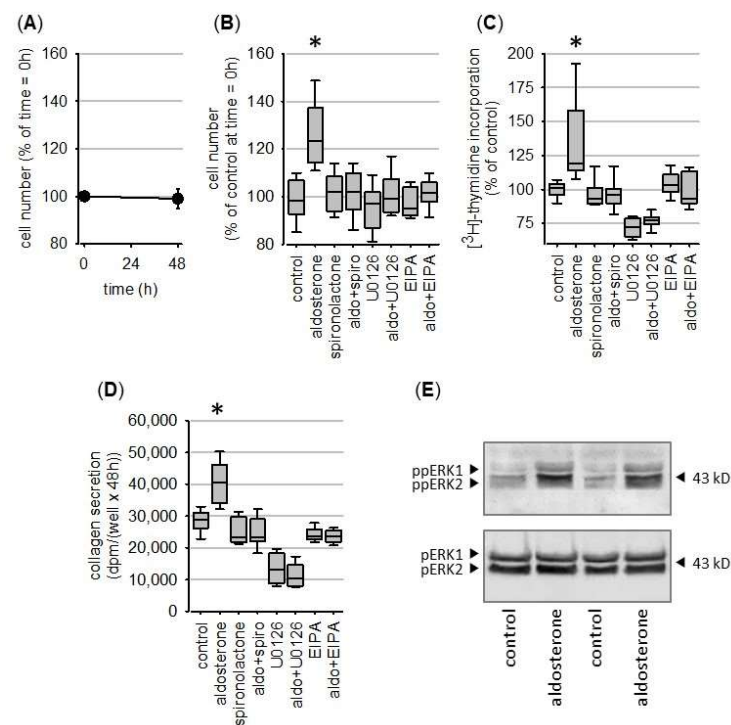 (A)
cell number (% of time = 0h)
160
140
120
100
80
0
24
48
time (h)
(B)
*
cell number
(% of control at time = 0h)
160
140
120
100
80
control
aldosterone
spironolactone
aldo+spiro
U0126
aldo+U0126
EIPA
aldo+EIPA
(C)
*
[³H]-thymidine incorporation
(% of control)
200
175
150
125
100
75
control
aldosterone
spironolactone
aldo+spiro
U0126
aldo+U0126
EIPA
aldo+EIPA
(D)
*
collagen secretion
(dpm/(well x 48h))
60,000
50,000
40,000
30,000
20,000
10,000
0
control
aldosterone
spironolactone
aldo+spiro
U0126
aldo+U0126
EIPA
aldo+EIPA
(E)
ppERK1
ppERK2
43 kD
pERK1
pERK2
43 kD
control
aldosterone
control
aldosterone